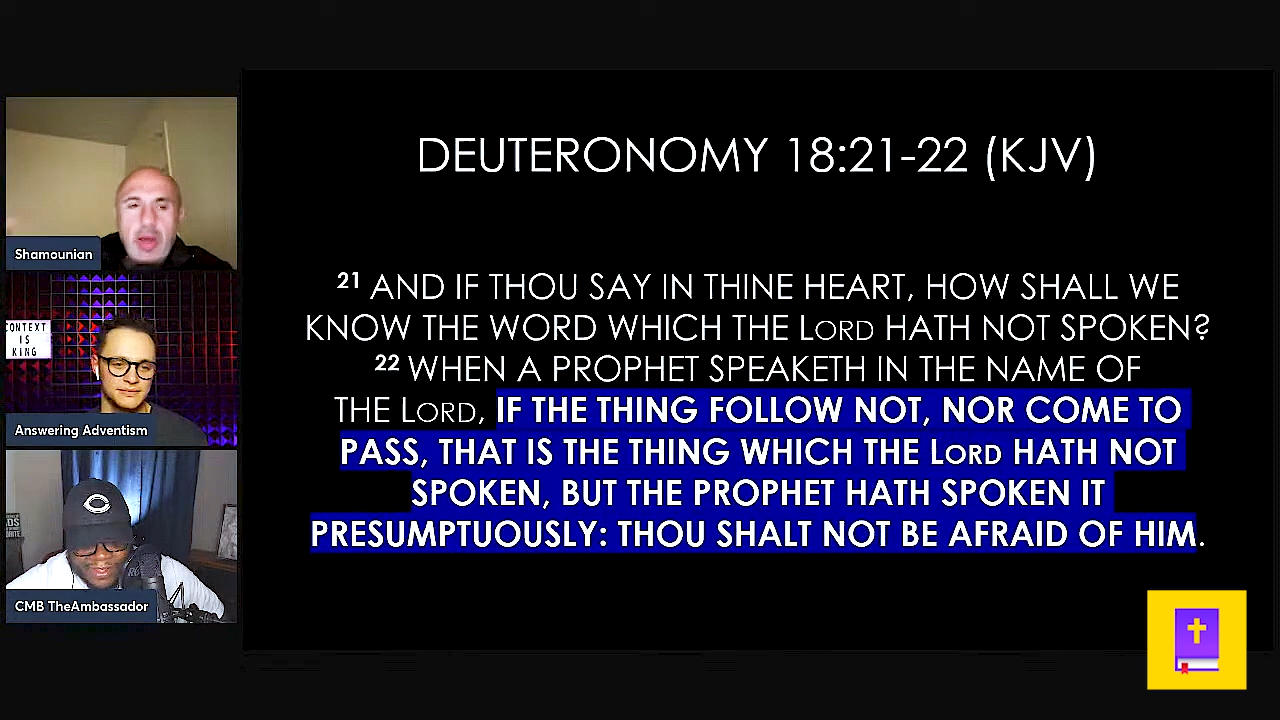 DEUTERONOMY 18:21-22 (KJV)
21 AND IF THOU SAY IN THINE HEART, HOW SHALL WE
KNOW THE WORD WHICH THE LORD HATH NOT SPOKEN?
22 WHEN A PROPHET SPEAKETH IN THE NAME OF
THE LORD, IF THE THING FOLLOW NOT, NOR COME TO
PASS, THAT IS THE THING WHICH THE LORD HATH NOT
SPOKEN, BUT THE PROPHET HATH SPOKEN IT
PRESUMPTUOUSLY: THOU SHALT NOT BE AFRAID OF HIM.
Shamounian
CONTEXT
IS
KING
Answering Adventism
C
CMB TheAmbassador